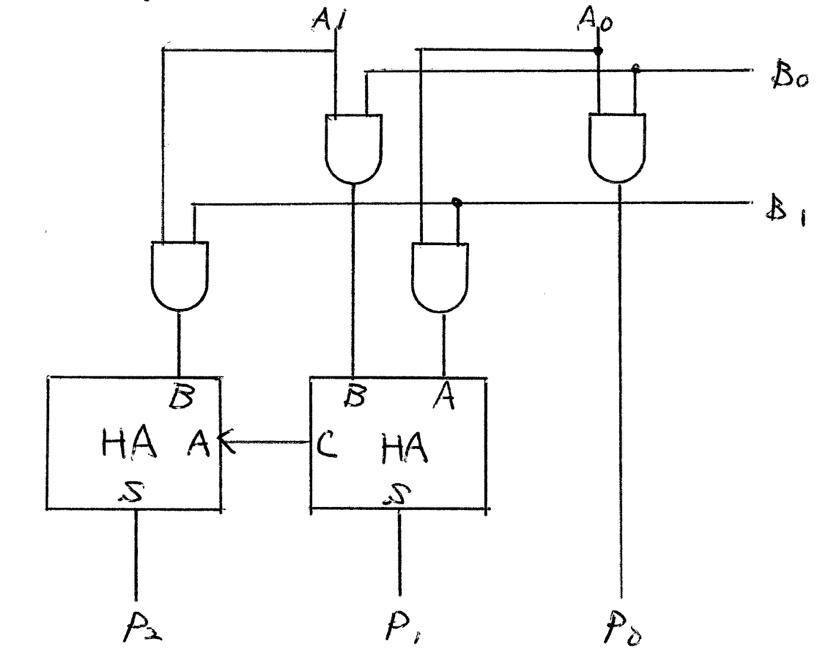 A1 A0
B0
B1
B B A
HA A C HA
S S
P2 P1 P0